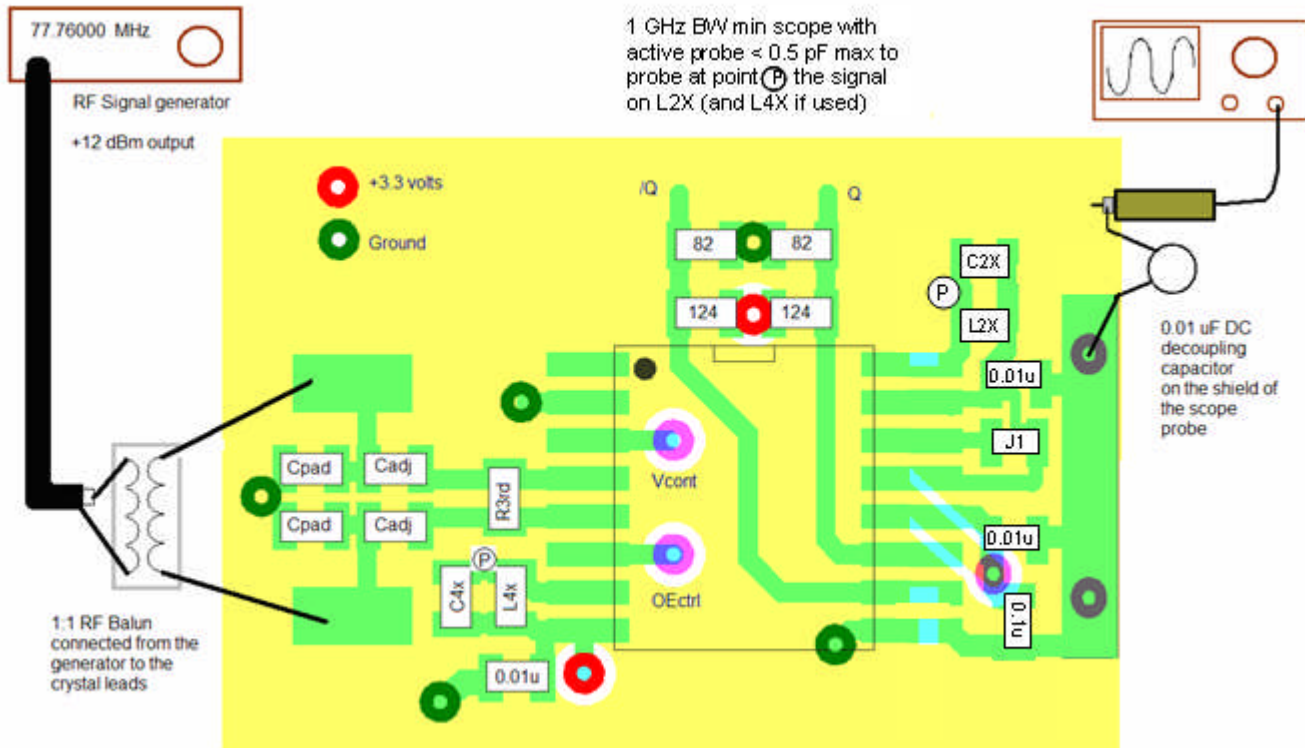 77.76000 MHz
RF Signal generator
+12 dBm output
1 GHz BW min scope with
active probe < 0.5 pF max to
probe at point P the signal
on L2X (and L4X if used)
+3.3 volts
Ground
/Q
Q
82
82
124
124
C2X
P
L2X
0.01u
J1
0.01u
0.1u
0.01 uF DC
decoupling
capacitor
on the shield of
the scope
probe
Cpad
Cadj
Cpad
Cadj
R3rd
Vcont
OEctrl
P
C4x
L4x
0.01u
1:1 RF Balun
connected from the
generator to the
crystal leads